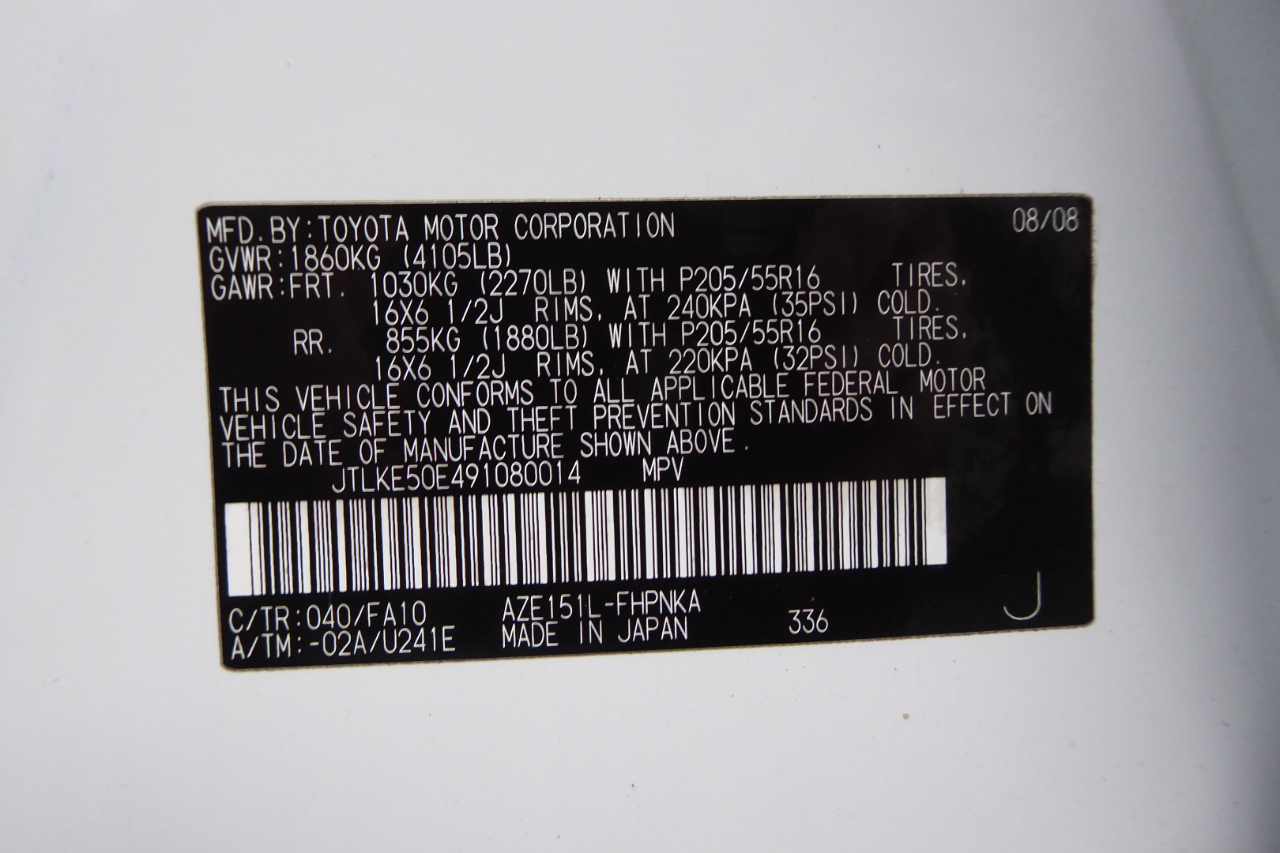 MFD. BY: TOYOTA MOTOR CORPORATION 08/08
GVWR: 1860KG (4105LB)
GAWR: FRT. 1030KG (2270LB) WITH P205/55R16 TIRES,
16X6 1/2J RIMS, AT 240KPA (35PSI) COLD.
RR. 855KG (1880LB) WITH P205/55R16 TIRES,
16X6 1/2J RIMS, AT 220KPA (32PSI) COLD.
THIS VEHICLE CONFORMS TO ALL APPLICABLE FEDERAL MOTOR
VEHICLE SAFETY AND THEFT PREVENTION STANDARDS IN EFFECT ON
THE DATE OF MANUFACTURE SHOWN ABOVE.
JTLKE50E491080014 MPV
C/TR: 040/FA10 AZE151L-FHPNKA 336 J
A/TM: -02A/U241E MADE IN JAPAN